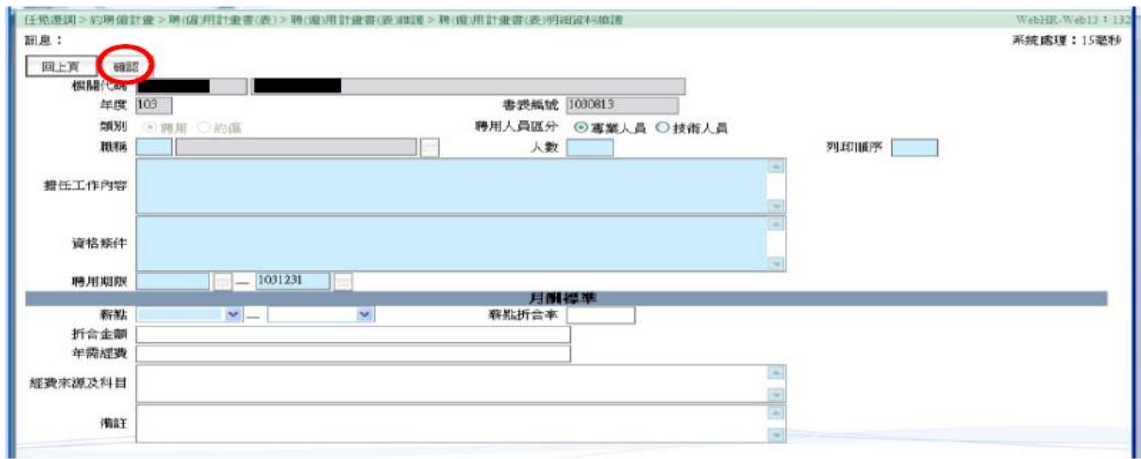 任免遷調 > 約聘僱計畫 > 聘(僱)用計畫書(表) > 聘(僱)用計畫書(表)維護 > 聘(僱)用計畫書(表)明細資料維護 WebHR-Web13:132
訊息: 系統處理:15毫秒
回上頁 確認
機關代碼
年度 103 書表編號 1030813
類別 聘用 約僱 聘用人員區分 專業人員 技術人員
職稱 人數 列印順序
擔任工作內容
資格條件
聘用期限 — 1031231
月酬標準
薪點 — 薪點折合率
折合金額
年需經費
經費來源及科目
備註